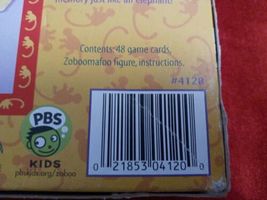 memory just like an elephant!
Contents: 48 game cards,
Zoboomafoo figure, instructions.
#4120
PBS
KIDS
pbskids.org/zoboo
0 21853 04120 0